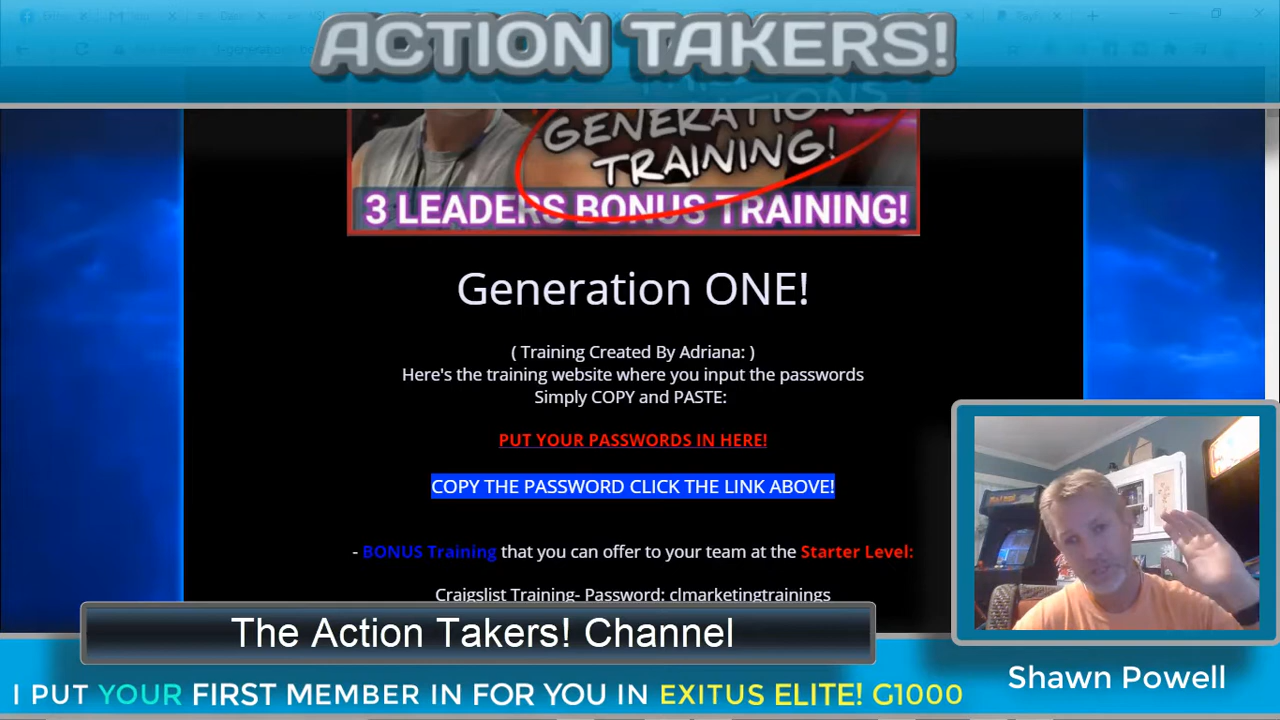 ACTION TAKERS!
GENERATIONS
TRAINING!
3 LEADERS BONUS TRAINING!
Generation ONE!
( Training Created By Adriana: )
Here's the training website where you input the passwords
Simply COPY and PASTE:
PUT YOUR PASSWORDS IN HERE!
COPY THE PASSWORD CLICK THE LINK ABOVE!
- BONUS Training that you can offer to your team at the Starter Level:
Craigslist Training- Password: clmarketingtrainings
The Action Takers! Channel
Shawn Powell
I PUT YOUR FIRST MEMBER IN FOR YOU IN EXITUS ELITE! G1000